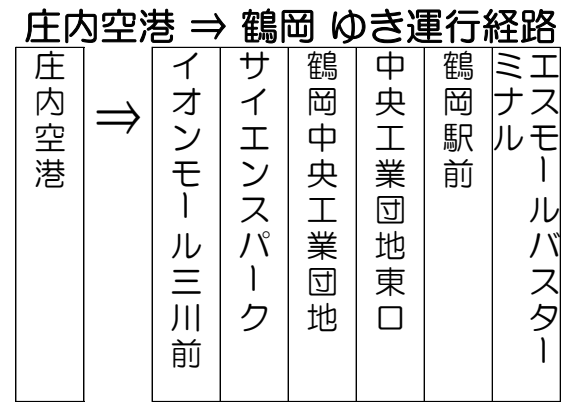 庄内空港 ⇒ 鶴岡 ゆき運行経路
庄内空港
⇒
イオンモール三川前
サイエンスパーク
鶴岡中央工業団地
中央工業団地東口
鶴岡駅前
エスモールバスター
ミナル